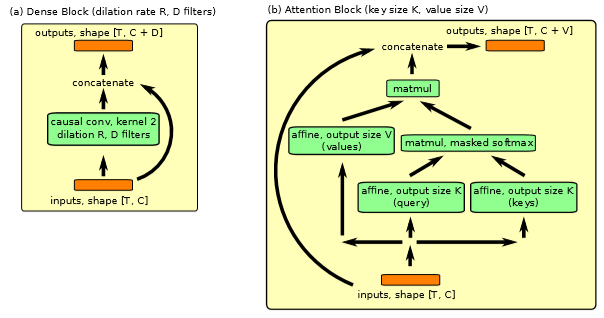 (a) Dense Block (dilation rate R, D filters)
outputs, shape [T, C + D]
concatenate
causal conv, kernel 2
dilation R, D filters
inputs, shape [T, C]
(b) Attention Block (key size K, value size V)
outputs, shape [T, C + V]
concatenate
matmul
affine, output size V
(values)
matmul, masked softmax
affine, output size K
(query)
affine, output size K
(keys)
inputs, shape [T, C]